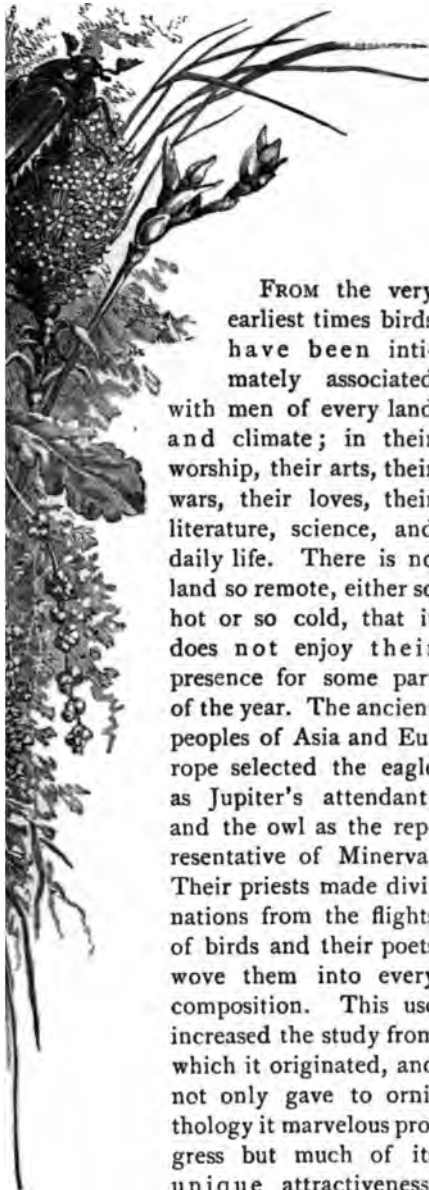 FROM the very
earliest times birds
have been inti-
mately associated
with men of every land
and climate; in their
worship, their arts, their
wars, their loves, their
literature, science, and
daily life. There is no
land so remote, either so
hot or so cold, that it
does not enjoy their
presence for some par
of the year. The ancien
peoples of Asia and Eu
rope selected the eagle
as Jupiter's attendant
and the owl as the rep
resentative of Minerva
Their priests made divi
nations from the flights
of birds and their poets
wove them into every
composition. This use
increased the study from
which it originated, and
not only gave to orni
thology it marvelous pro
gress but much of its
unique attractiveness